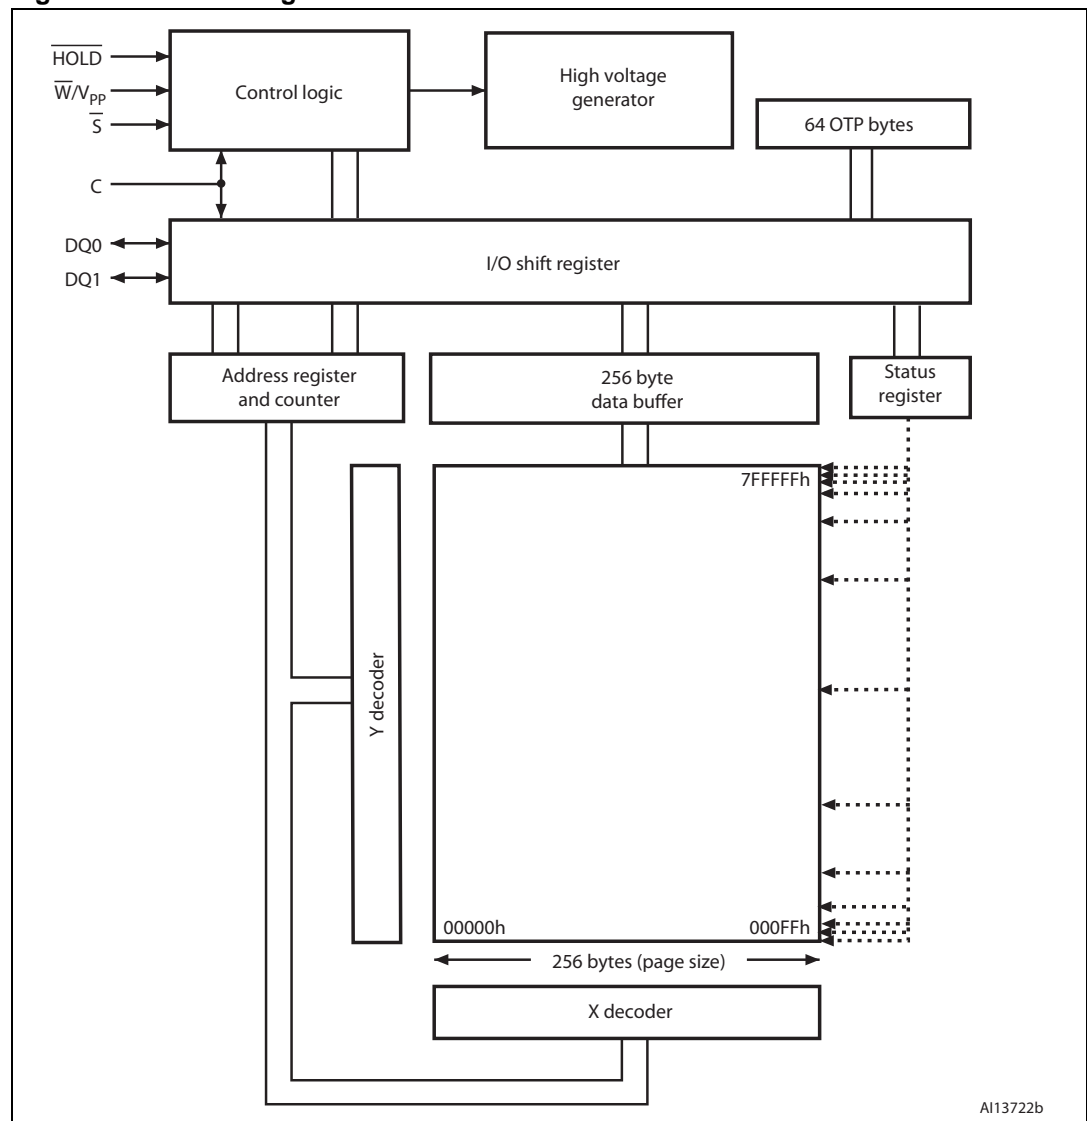 HOLD
W/VPP
S
C
DQ0
DQ1
Control logic
High voltage
generator
64 OTP bytes
I/O shift register
Address register
and counter
256 byte
data buffer
Status
register
7FFFFFh
Y decoder
00000h
000FFh
256 bytes (page size)
X decoder
AI13722b